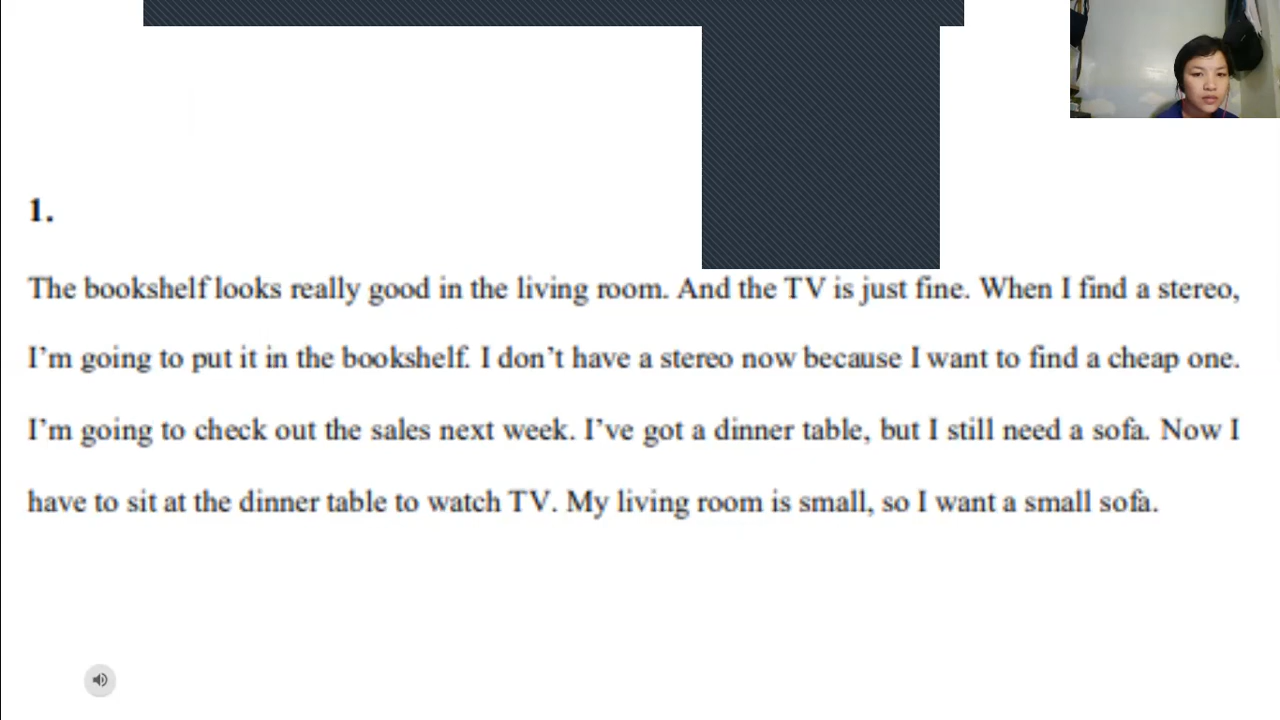 1.
The bookshelf looks really good in the living room. And the TV is just fine. When I find a stereo,
I’m going to put it in the bookshelf. I don’t have a stereo now because I want to find a cheap one.
I’m going to check out the sales next week. I’ve got a dinner table, but I still need a sofa. Now I
have to sit at the dinner table to watch TV. My living room is small, so I want a small sofa.